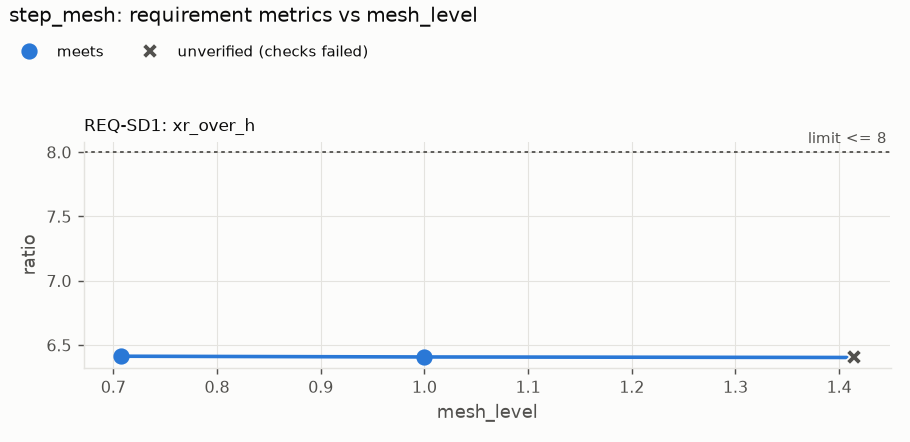 step_mesh: requirement metrics vs mesh_level
meets
unverified (checks failed)
REQ-SD1: xr_over_h
limit <= 8
8.0
7.5
7.0
6.5
ratio
0.7 0.8 0.9 1.0 1.1 1.2 1.3 1.4
mesh_level